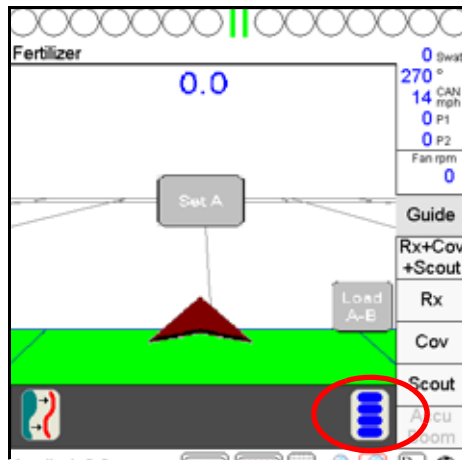 Fertilizer
0 Swat
270 °
0.0
14 CAN mph
0 P1
0 P2
Fan rpm
0
Set A
Guide
Rx+Cov
+Scout
Load
A-B
Rx
Cov
Scout
Accu
Boom